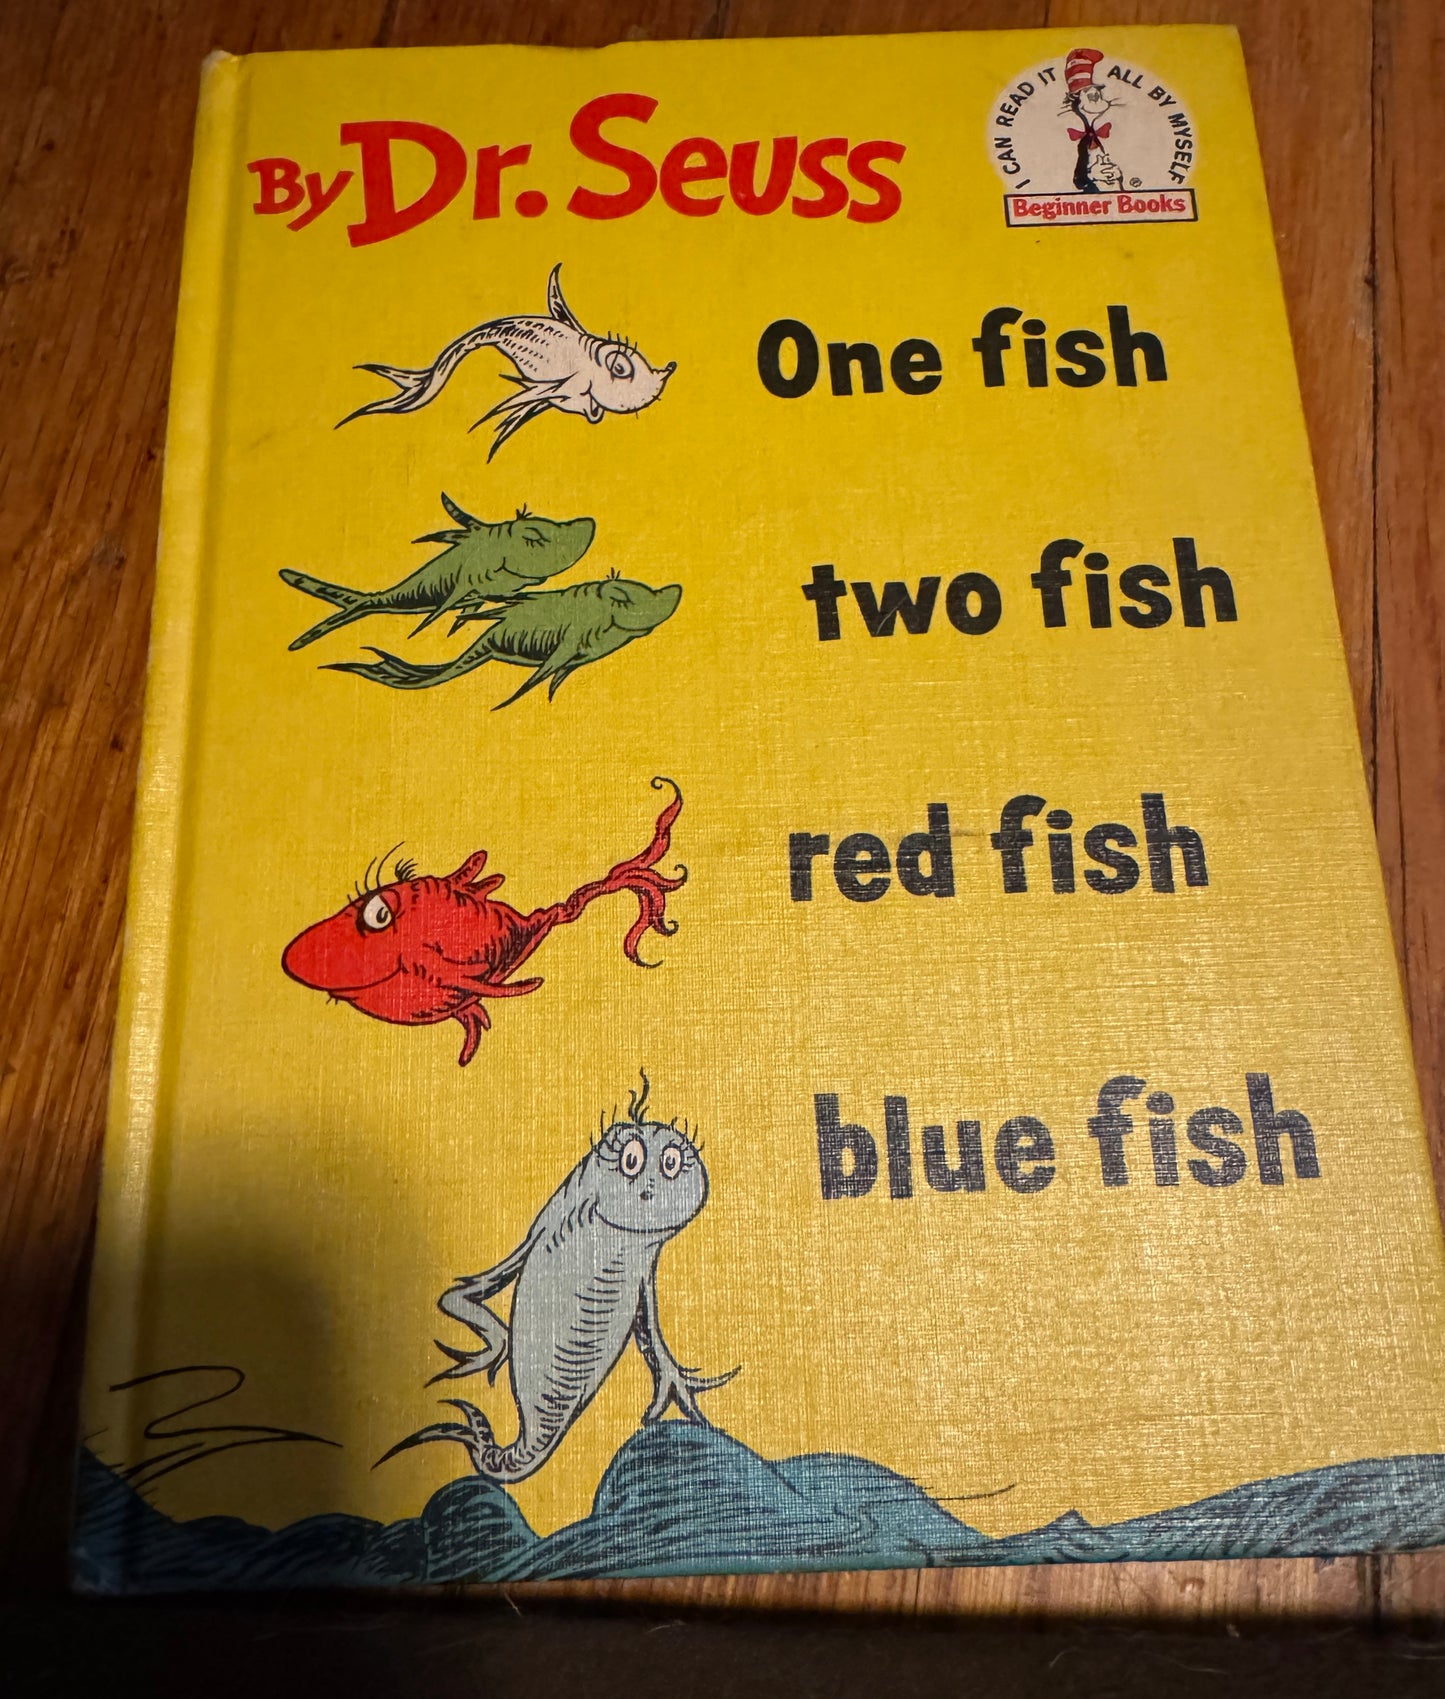 By Dr. Seuss
I CAN READ IT ALL BY MYSELF
Beginner Books
One fish
two fish
red fish
blue fish